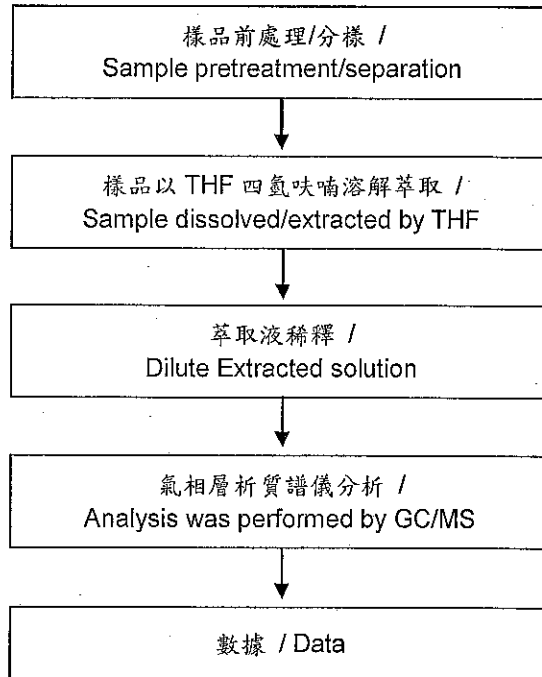 樣品前處理/分樣 /
Sample pretreatment/separation
樣品以 THF 四氫呋喃溶解萃取 /
Sample dissolved/extracted by THF
萃取液稀釋 /
Dilute Extracted solution
氣相層析質譜儀分析 /
Analysis was performed by GC/MS
數據 / Data